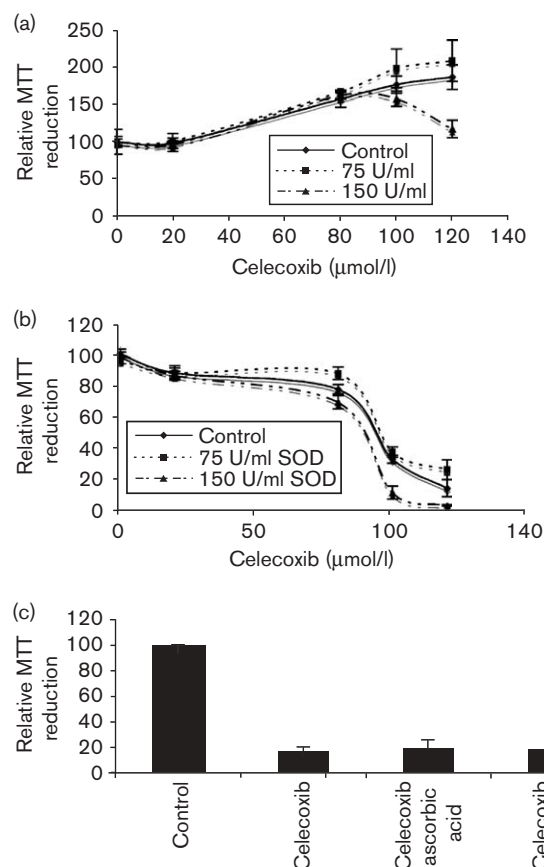 (a)
Relative MTT
reduction
250
200
150
100
50
0
0 20 40 60 80 100 120 140
Control
75 U/ml
150 U/ml
Celecoxib (μmol/l)
(b)
Relative MTT
reduction
120
100
80
60
40
20
0
0 50 100 140
Control
75 U/ml SOD
150 U/ml SOD
Celecoxib (μmol/l)
(c)
Relative MTT
reduction
120
100
80
60
40
20
0
Control
Celecoxib
Celecoxib
ascorbic
acid
Celecoxib